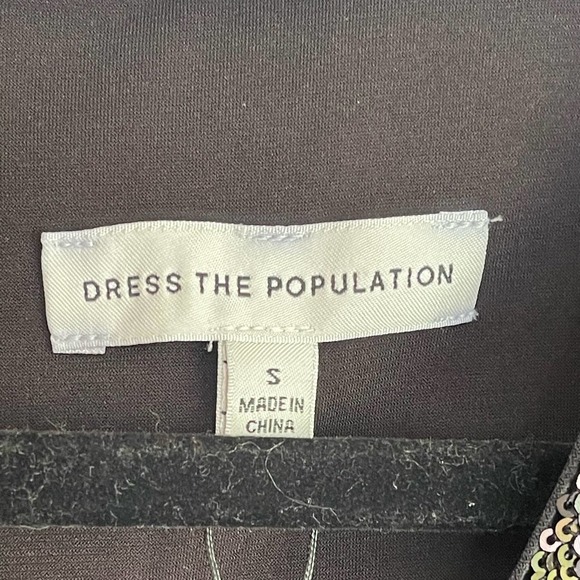 DRESS THE POPULATION
S
MADE IN
CHINA